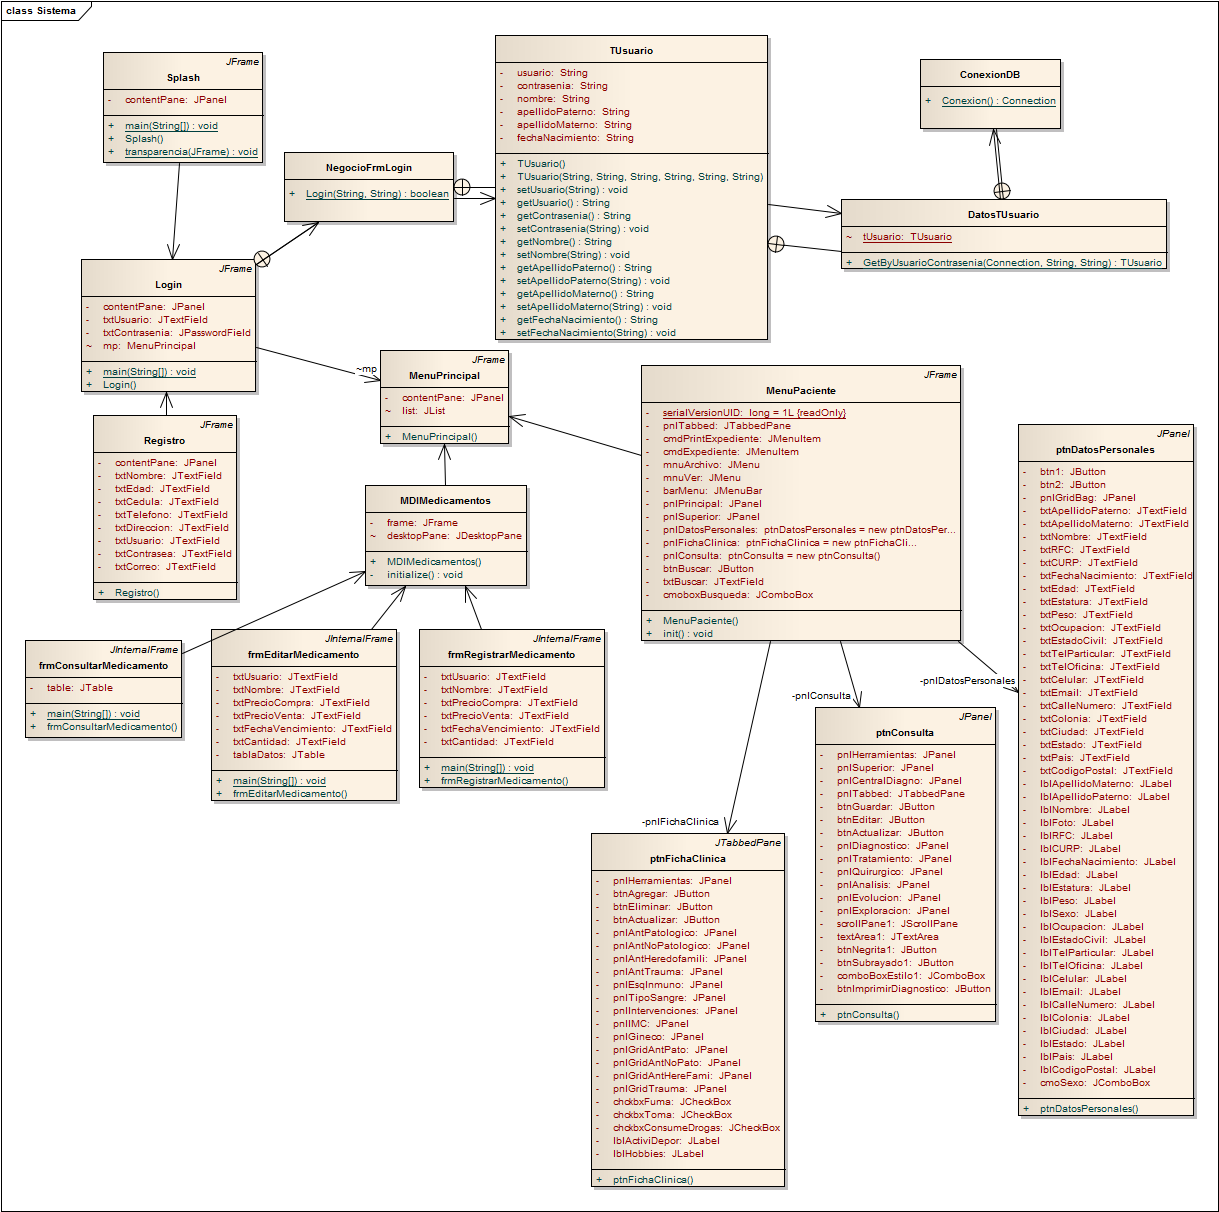 class Sistema
JFrame
Splash
- contentPane: JPanel
+ main(String[]) : void
+ Splash()
+ transparencia(JFrame) : void
NegocioFrmLogin
+ Login(String, String) : boolean
TUsuario
- usuario: String
- contrasenia: String
- nombre: String
- apellidoPaterno: String
- apellidoMaterno: String
- fechaNacimiento: String
+ TUsuario()
+ TUsuario(String, String, String, String, String, String)
+ setUsuario(String) : void
+ getUsuario() : String
+ getContrasenia() : String
+ setContrasenia(String) : void
+ getNombre() : String
+ setNombre(String) : void
+ getApellidoPaterno() : String
+ setApellidoPaterno(String) : void
+ getApellidoMaterno() : String
+ setApellidoMaterno(String) : void
+ getFechaNacimiento() : String
+ setFechaNacimiento(String) : void
ConexionDB
+ Conexion() : Connection
DatosTUsuario
~ tUsuario: TUsuario
+ GetByUsuarioContrasenia(Connection, String, String) : TUsuario
JFrame
Login
- contentPane: JPanel
- txtUsuario: JTextField
- txtContrasenia: JPasswordField
~ mp: MenuPrincipal
+ main(String[]) : void
+ Login()
~mp
JFrame
MenuPrincipal
- contentPane: JPanel
~ list: JList
+ MenuPrincipal()
JFrame
Registro
- contentPane: JPanel
- txtNombre: JTextField
- txtEdad: JTextField
- txtCedula: JTextField
- txtTelefono: JTextField
- txtDireccion: JTextField
- txtUsuario: JTextField
- txtContrasea: JTextField
- txtCorreo: JTextField
+ Registro()
MDIMedicamentos
- frame: JFrame
~ desktopPane: JDesktopPane
+ MDIMedicamentos()
- initialize() : void
JFrame
MenuPaciente
- serialVersionUID: long = 1L {readOnly}
- pnlTabbed: JTabbedPane
- cmdPrintExpediente: JMenuItem
- cmdExpediente: JMenuItem
- mnuArchivo: JMenu
- mnuVer: JMenu
- barMenu: JMenuBar
- pnlPrincipal: JPanel
- pnlSuperior: JPanel
- pnlDatosPersonales: ptnDatosPersonales = new ptnDatosPer...
- pnlFichaClinica: ptnFichaClinica = new ptnFichaCli...
- pnlConsulta: ptnConsulta = new ptnConsulta()
- btnBuscar: JButton
- txtBuscar: JTextField
- cmoboxBusqueda: JComboBox
+ MenuPaciente()
+ init() : void
JInternalFrame
frmConsultarMedicamento
- table: JTable
+ main(String[]) : void
+ frmConsultarMedicamento()
JInternalFrame
frmEditarMedicamento
- txtUsuario: JTextField
- txtNombre: JTextField
- txtPrecioCompra: JTextField
- txtPrecioVenta: JTextField
- txtFechaVencimiento: JTextField
- txtCantidad: JTextField
- tablaDatos: JTable
+ main(String[]) : void
+ frmEditarMedicamento()
JInternalFrame
frmRegistrarMedicamento
- txtUsuario: JTextField
- txtNombre: JTextField
- txtPrecioCompra: JTextField
- txtPrecioVenta: JTextField
- txtFechaVencimiento: JTextField
- txtCantidad: JTextField
+ main(String[]) : void
+ frmRegistrarMedicamento()
-pnlFichaClinica
-pnlConsulta
-pnlDatosPersonales
JTabbedPane
ptnFichaClinica
- pnlHerramientas: JPanel
- btnAgregar: JButton
- btnEliminar: JButton
- btnActualizar: JButton
- pnlAntPatologico: JPanel
- pnlAntNoPatologico: JPanel
- pnlAntHeredofamili: JPanel
- pnlAntTrauma: JPanel
- pnlEsqInmuno: JPanel
- pnlTipoSangre: JPanel
- pnlIntervenciones: JPanel
- pnlIMC: JPanel
- pnlGineco: JPanel
- pnlGridAntPato: JPanel
- pnlGridAntNoPato: JPanel
- pnlGridAntHereFami: JPanel
- pnlGridTrauma: JPanel
- chckbxFuma: JCheckBox
- chckbxToma: JCheckBox
- chckbxConsumeDrogas: JCheckBox
- lblActiviDepor: JLabel
- lblHobbies: JLabel
+ ptnFichaClinica()
JPanel
ptnConsulta
- pnlHerramientas: JPanel
- pnlSuperior: JPanel
- pnlCentralDiagno: JPanel
- pnlTabbed: JTabbedPane
- btnGuardar: JButton
- btnEditar: JButton
- btnActualizar: JButton
- pnlDiagnostico: JPanel
- pnlTratamiento: JPanel
- pnlQuirurgico: JPanel
- pnlAnalisis: JPanel
- pnlEvolucion: JPanel
- pnlExploracion: JPanel
- scrollPane1: JScrollPane
- textArea1: JTextArea
- btnNegrita1: JButton
- btnSubrayado1: JButton
- comboBoxEstilo1: JComboBox
- btnImprimirDiagnostico: JButton
+ ptnConsulta()
JPanel
ptnDatosPersonales
- btn1: JButton
- btn2: JButton
- pnlGridBag: JPanel
- txtApellidoPaterno: JTextField
- txtApellidoMaterno: JTextField
- txtNombre: JTextField
- txtRFC: JTextField
- txtCURP: JTextField
- txtFechaNacimiento: JTextField
- txtEdad: JTextField
- txtEstatura: JTextField
- txtPeso: JTextField
- txtOcupacion: JTextField
- txtEstadoCivil: JTextField
- txtTelParticular: JTextField
- txtTelOficina: JTextField
- txtCelular: JTextField
- txtEmail: JTextField
- txtCalleNumero: JTextField
- txtColonia: JTextField
- txtCiudad: JTextField
- txtEstado: JTextField
- txtPais: JTextField
- txtCodigoPostal: JTextField
- lblApellidoMaterno: JLabel
- lblApellidoPaterno: JLabel
- lblNombre: JLabel
- lblFoto: JLabel
- lblRFC: JLabel
- lblCURP: JLabel
- lblFechaNacimiento: JLabel
- lblEdad: JLabel
- lblEstatura: JLabel
- lblPeso: JLabel
- lblSexo: JLabel
- lblOcupacion: JLabel
- lblEstadoCivil: JLabel
- lblTelParticular: JLabel
- lblTelOficina: JLabel
- lblCelular: JLabel
- lblEmail: JLabel
- lblCalleNumero: JLabel
- lblColonia: JLabel
- lblCiudad: JLabel
- lblEstado: JLabel
- lblPais: JLabel
- lblCodigoPostal: JLabel
- cmoSexo: JComboBox
+ ptnDatosPersonales()